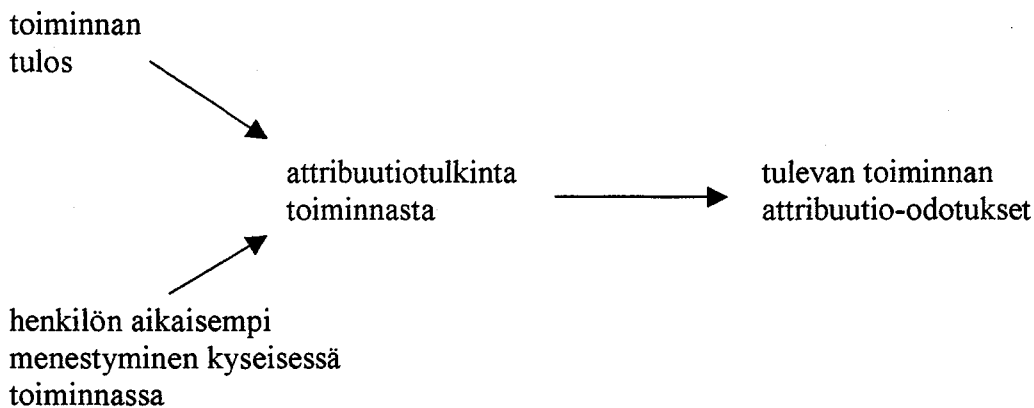 toiminnan
tulos
attribuutiotulkinta
toiminnasta
tulevan toiminnan
attribuutio-odotukset
henkilön aikaisempi
menestyminen kyseisessä
toiminnassa